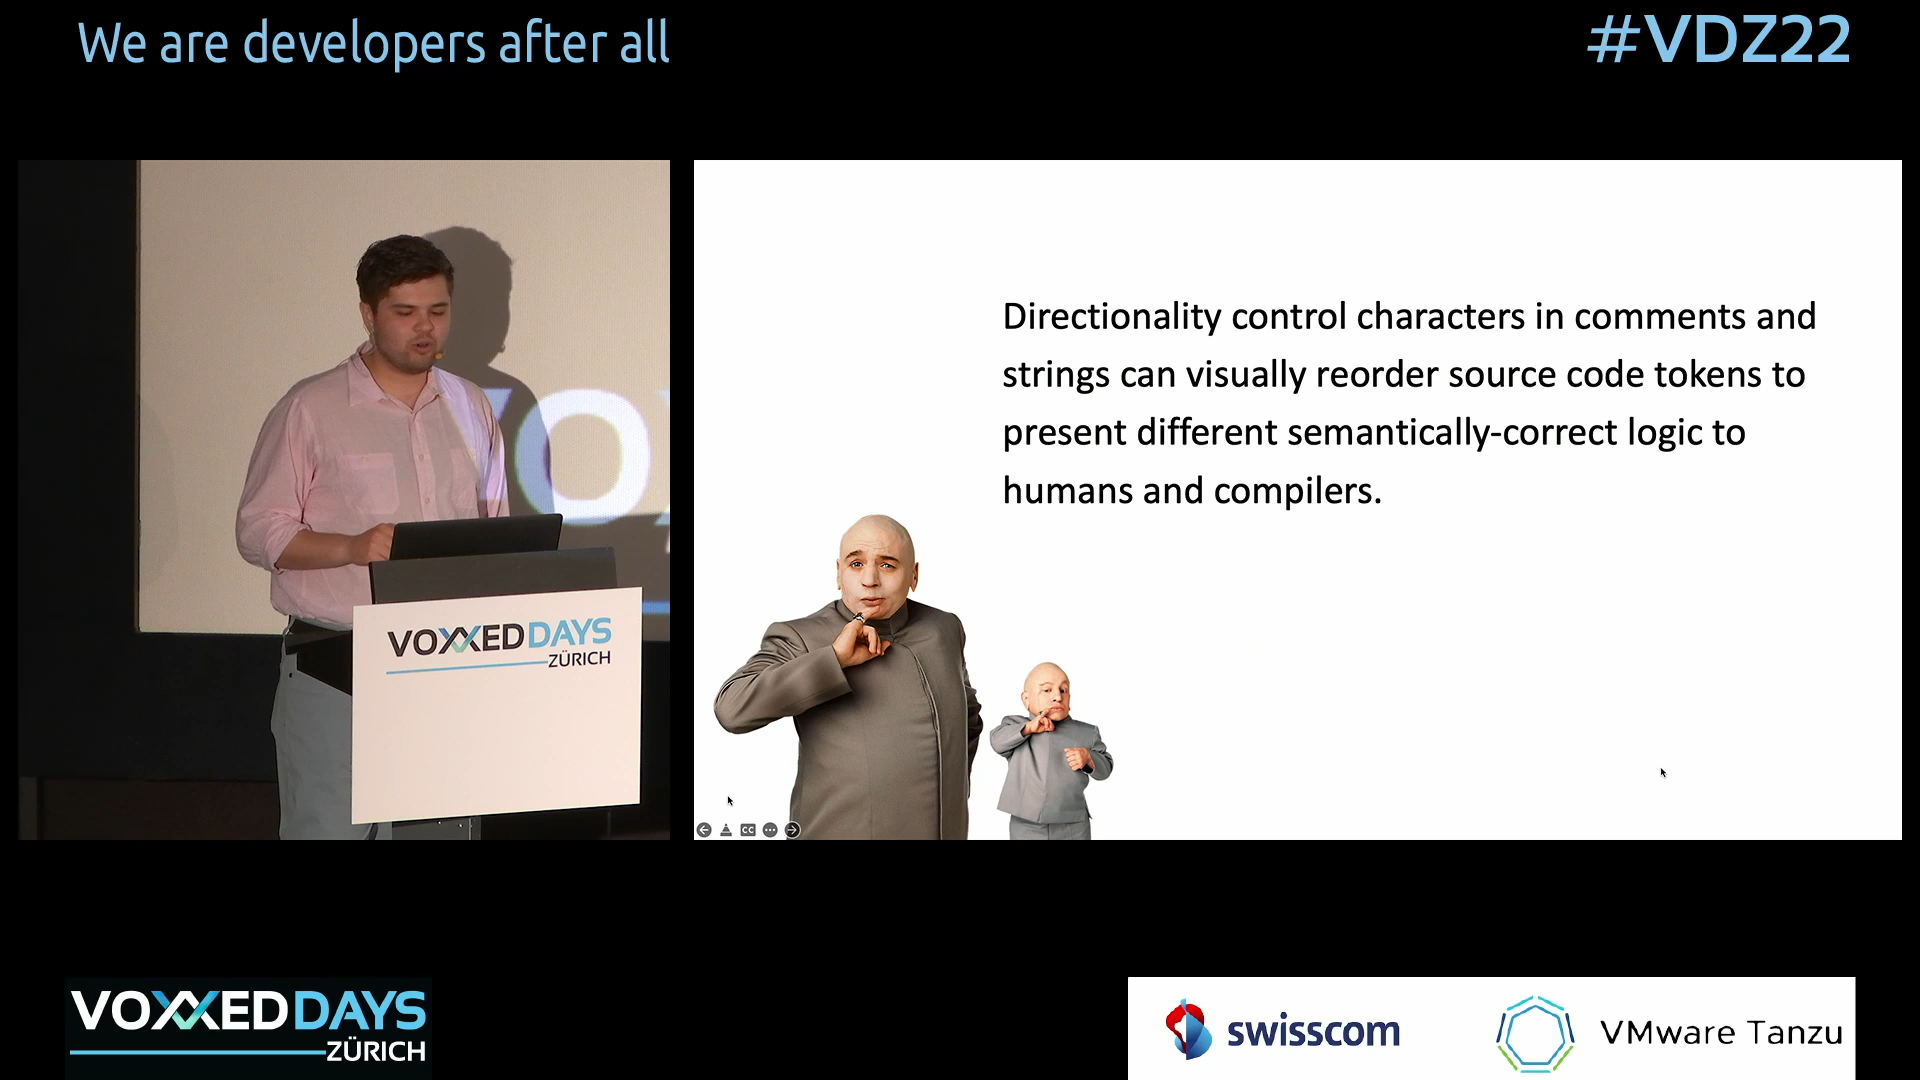 We are developers after all
#VDZ22
VOXXED DAYS
ZÜRICH
Directionality control characters in comments and
strings can visually reorder source code tokens to
present different semantically-correct logic to
humans and compilers.
CC
VOXXED DAYS
ZÜRICH
swisscom
VMware Tanzu